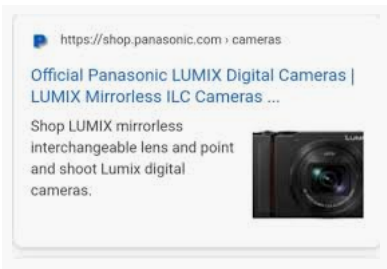 https://shop.panasonic.com › cameras
Official Panasonic LUMIX Digital Cameras |
LUMIX Mirrorless ILC Cameras ...
Shop LUMIX mirrorless
interchangeable lens and point
and shoot Lumix digital
cameras.
LUMIX